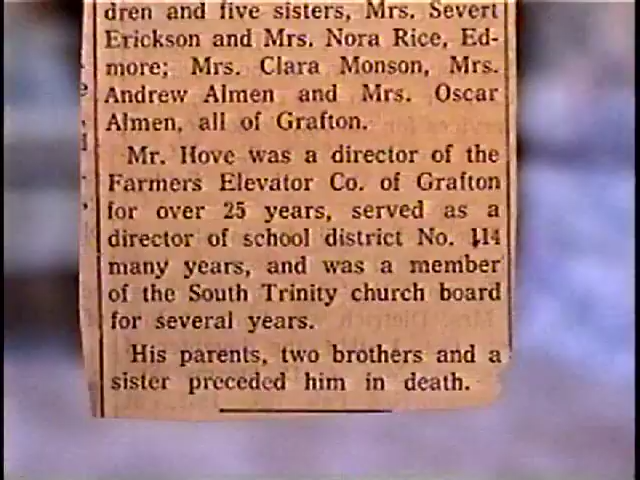 dren and five sisters, Mrs. Severt
Erickson and Mrs. Nora Rice, Ed-
more; Mrs. Clara Monson, Mrs.
Andrew Almen and Mrs. Oscar
Almen, all of Grafton.
Mr. Hove was a director of the
Farmers Elevator Co. of Grafton
for over 25 years, served as a
director of school district No. 114
many years, and was a member
of the South Trinity church board
for several years.
His parents, two brothers and a
sister preceded him in death.